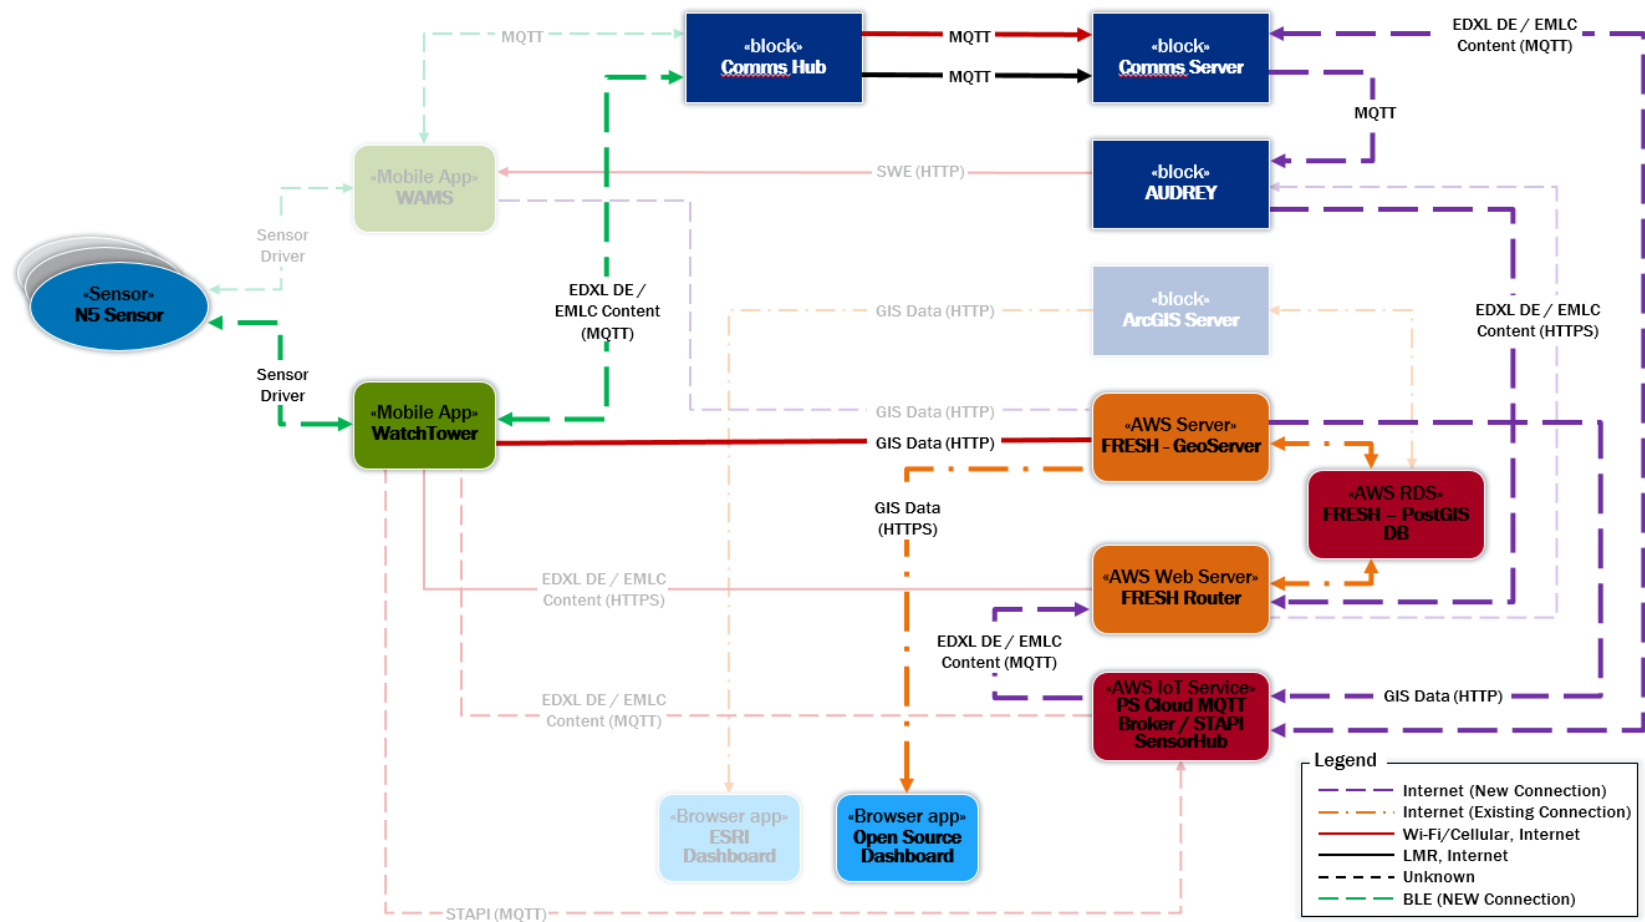 MQTT
«block»
Comms Hub
MQTT
MQTT
«block»
Comms Server
EDXL DE / EMLC
Content (MQTT)
MQTT
«Mobile App»
WAMS
SWE (HTTP)
«block»
AUDREY
Sensor
Driver
«Sensor»
N5 Sensor
EDXL DE /
EMLC Content
(MQTT)
GIS Data (HTTP)
«block»
ArcGIS Server
EDXL DE / EMLC
Content (HTTPS)
Sensor
Driver
«Mobile App»
WatchTower
GIS Data (HTTP)
GIS Data (HTTP)
«AWS Server»
FRESH - GeoServer
GIS Data
(HTTPS)
«AWS RDS»
FRESH – PostGIS
DB
EDXL DE / EMLC
Content (HTTPS)
«AWS Web Server»
FRESH Router
EDXL DE / EMLC
Content (MQTT)
EDXL DE / EMLC
Content (MQTT)
«AWS IoT Service»
PS Cloud MQTT
Broker / STAPI
SensorHub
GIS Data (HTTP)
«Browser app»
ESRI
Dashboard
«Browser app»
Open Source
Dashboard
STAPI (MQTT)
Legend
Internet (New Connection)
Internet (Existing Connection)
Wi-Fi/Cellular, Internet
LMR, Internet
Unknown
BLE (NEW Connection)